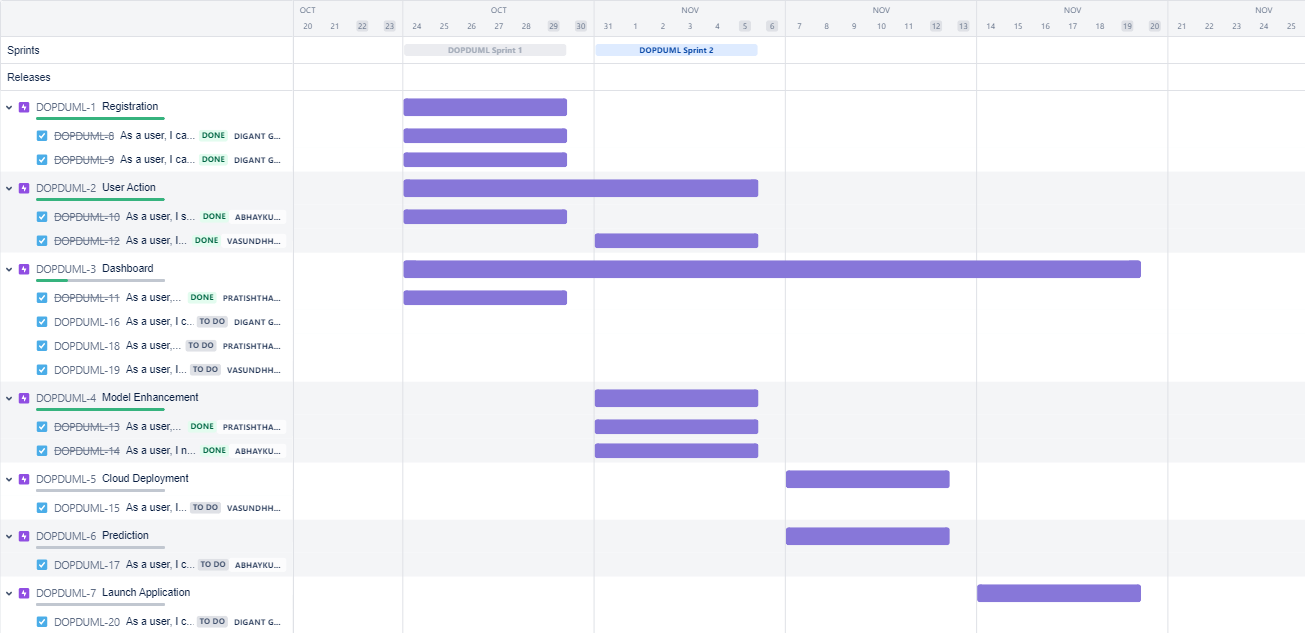 OCT OCT NOV NOV NOV NOV
20 21 22 23 24 25 26 27 28 29 30 31 1 2 3 4 5 6 7 8 9 10 11 12 13 14 15 16 17 18 19 20 21 22 23 24 25
Sprints DOPDUML Sprint 1 DOPDUML Sprint 2
Releases
DOPDUML-1 Registration
DOPDUML-8 As a user, I ca... DONE DIGANT G...
DOPDUML-9 As a user, I ca... DONE DIGANT G...
DOPDUML-2 User Action
DOPDUML-10 As a user, I s... DONE ABHAYKU...
DOPDUML-12 As a user, I... DONE VASUNDHH...
DOPDUML-3 Dashboard
DOPDUML-11 As a user,... DONE PRATISHTHA...
DOPDUML-16 As a user, I c... TO DO DIGANT G...
DOPDUML-18 As a user,... TO DO PRATISHTHA...
DOPDUML-19 As a user, I... TO DO VASUNDHH...
DOPDUML-4 Model Enhancement
DOPDUML-13 As a user,... DONE PRATISHTHA...
DOPDUML-14 As a user, I n... DONE ABHAYKU...
DOPDUML-5 Cloud Deployment
DOPDUML-15 As a user, I... TO DO VASUNDHH...
DOPDUML-6 Prediction
DOPDUML-17 As a user, I c... TO DO ABHAYKU...
DOPDUML-7 Launch Application
DOPDUML-20 As a user, I c... TO DO DIGANT G...